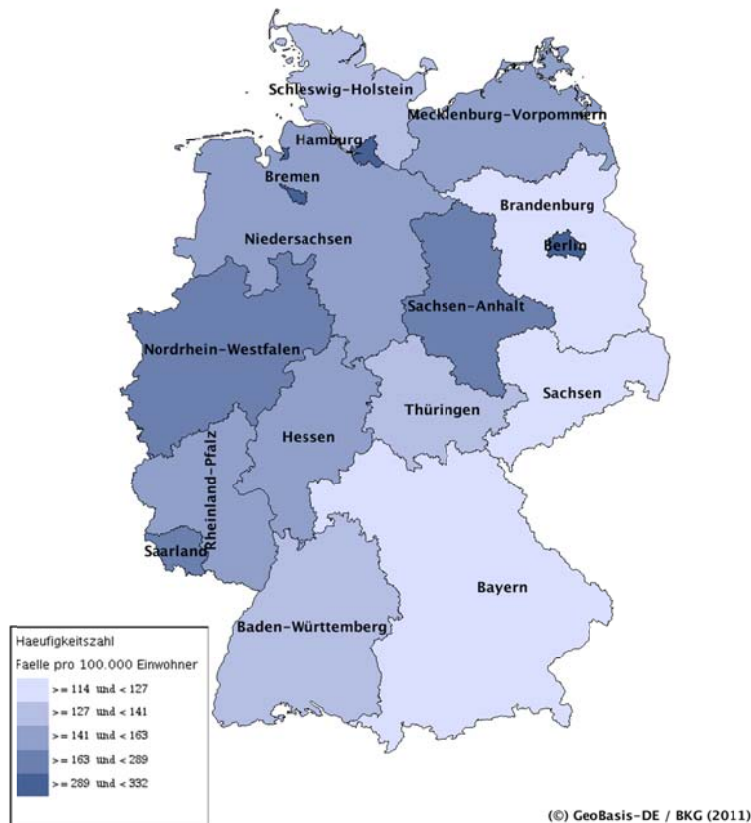 Schleswig-Holstein
Mecklenburg-Vorpommern
Hamburg
Bremen
Brandenburg
Niedersachsen
Berlin
Sachsen-Anhalt
Nordrhein-Westfalen
Sachsen
Thüringen
Hessen
Rheinland-Pfalz
Saarland
Bayern
Baden-Württemberg
Haeufigkeitszahl
Faelle pro 100.000 Einwohner
>= 114 und < 127
>= 127 und < 141
>= 141 und < 163
>= 163 und < 289
>= 289 und < 332
(©) GeoBasis-DE / BKG (2011)